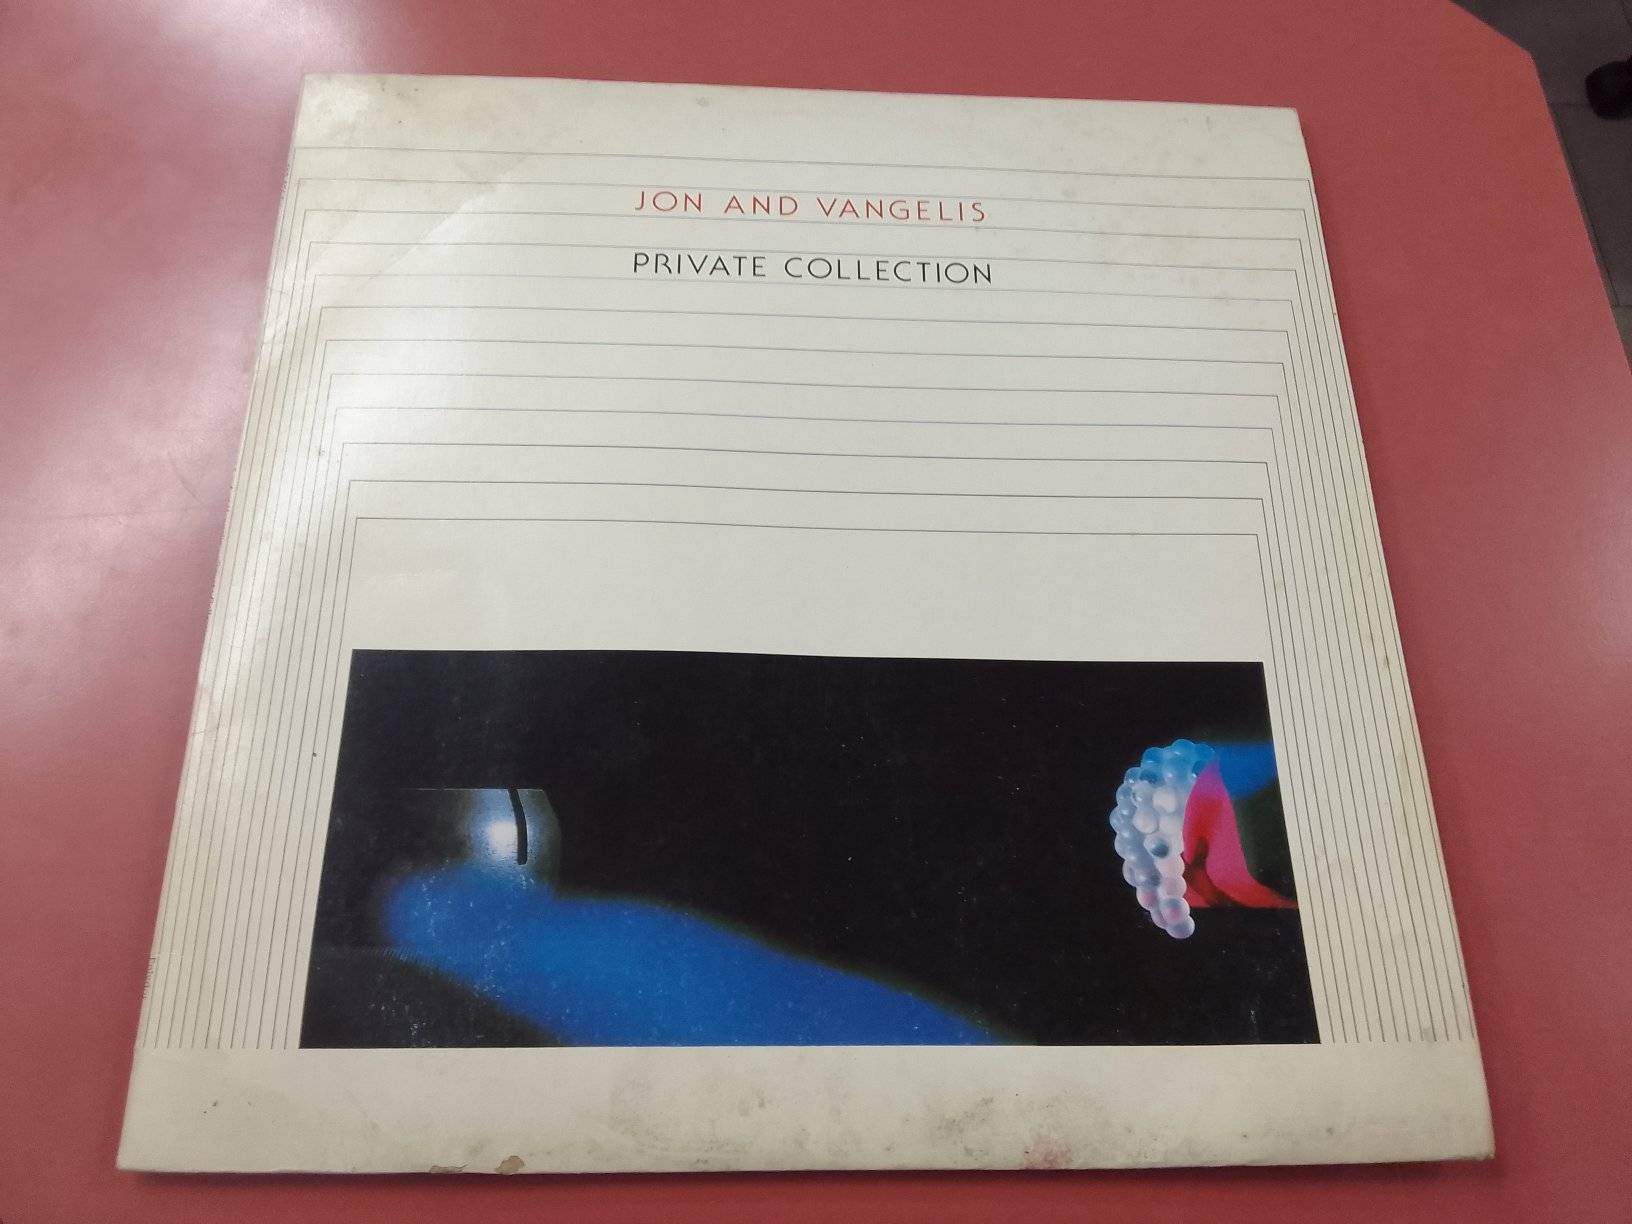 JON AND VANGELIS
PRIVATE COLLECTION